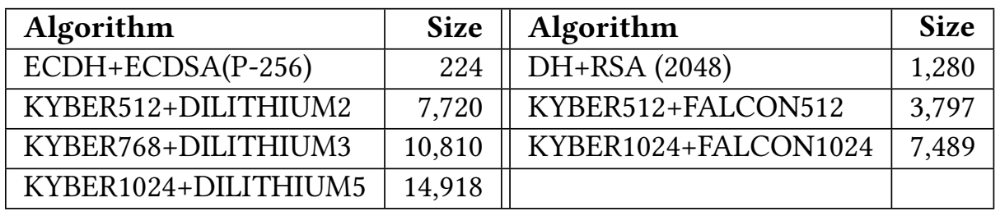 Algorithm Size Algorithm Size
ECDH+ECDSA(P-256) 224 DH+RSA (2048) 1,280
KYBER512+DILITHIUM2 7,720 KYBER512+FALCON512 3,797
KYBER768+DILITHIUM3 10,810 KYBER1024+FALCON1024 7,489
KYBER1024+DILITHIUM5 14,918